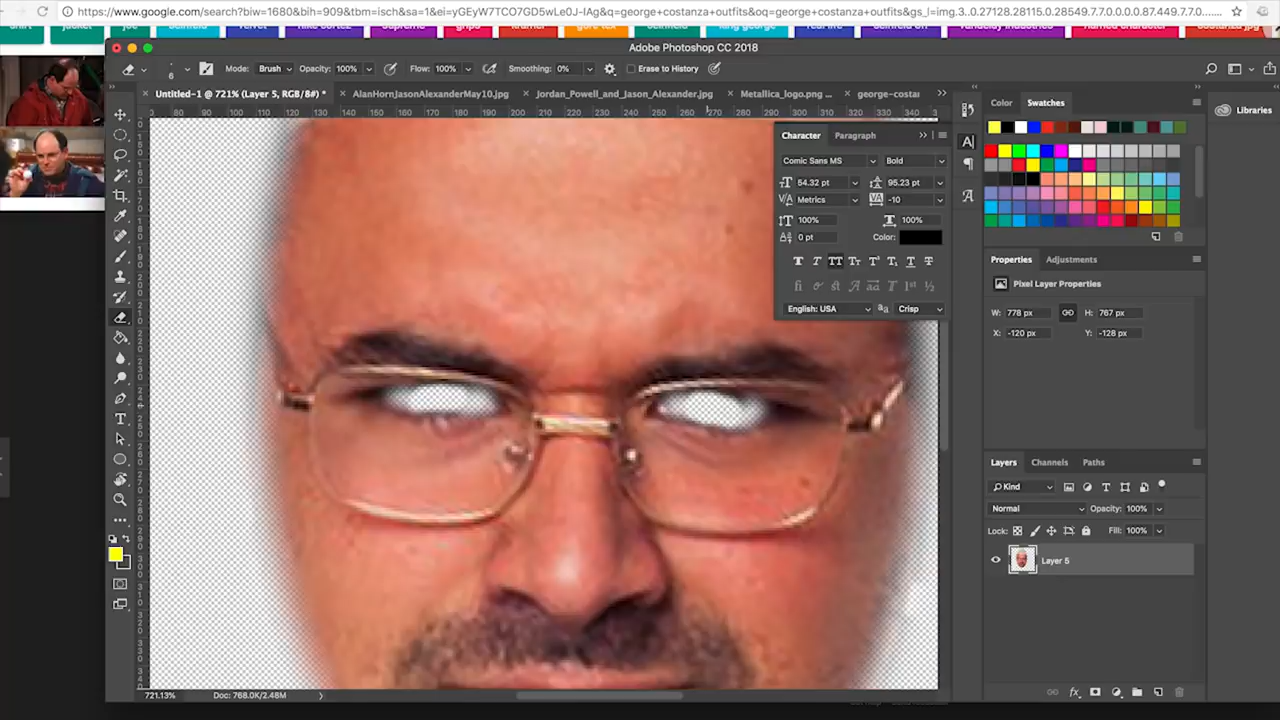 https://www.google.com/search?biw=1680&bih=909&tbm=isch&sa=1&ei=yGEyW7TCO7GD5wLe0J-IAg&q=george+costanza+outfits&oq=george+costanza+outfits&gs_l=img.3..0.27128.28115.0.28549.7.7.0.0.0.0.87.449.7.7.0....
Adobe Photoshop CC 2018
6 Mode: Brush Opacity: 100% Flow: 100% Smoothing: 0% Erase to History
Untitled-1 @ 721% (Layer 5, RGB/8#) * AlanHornJasonAlexanderMay10.jpg Jordan_Powell_and_Jason_Alexander.jpg Metallica_logo.png ... george-costan
Color Swatches
Libraries
Character Paragraph
Comic Sans MS Bold
54.32 pt 95.23 pt
Metrics -10
100% 100%
0 pt Color:
English: USA Crisp
Properties Adjustments
Pixel Layer Properties
W: 778 px H: 767 px
X: -120 px Y: -128 px
Layers Channels Paths
Kind
Normal Opacity: 100%
Lock: Fill: 100%
Layer 5
721.13% Doc: 768.0K/2.48M